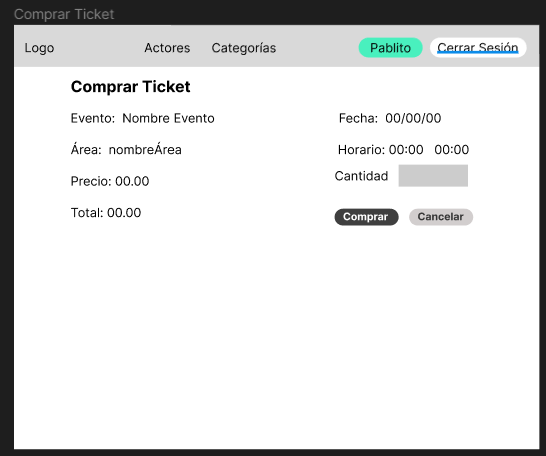 Comprar Ticket
Logo Actores Categorías Pablito Cerrar Sesión
Comprar Ticket
Evento: Nombre Evento Fecha: 00/00/00
Área: nombreÁrea Horario: 00:00 00:00
Precio: 00.00 Cantidad
Total: 00.00 Comprar Cancelar